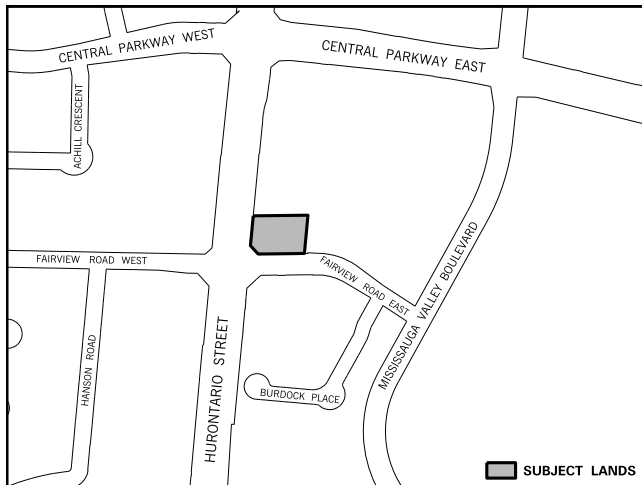 CENTRAL PARKWAY WEST
CENTRAL PARKWAY EAST
ACHILL CRESCENT
FAIRVIEW ROAD WEST
FAIRVIEW ROAD EAST
MISSISSAUGA VALLEY BOULEVARD
HANSON ROAD
HURONTARIO STREET
BURDOCK PLACE
SUBJECT LANDS